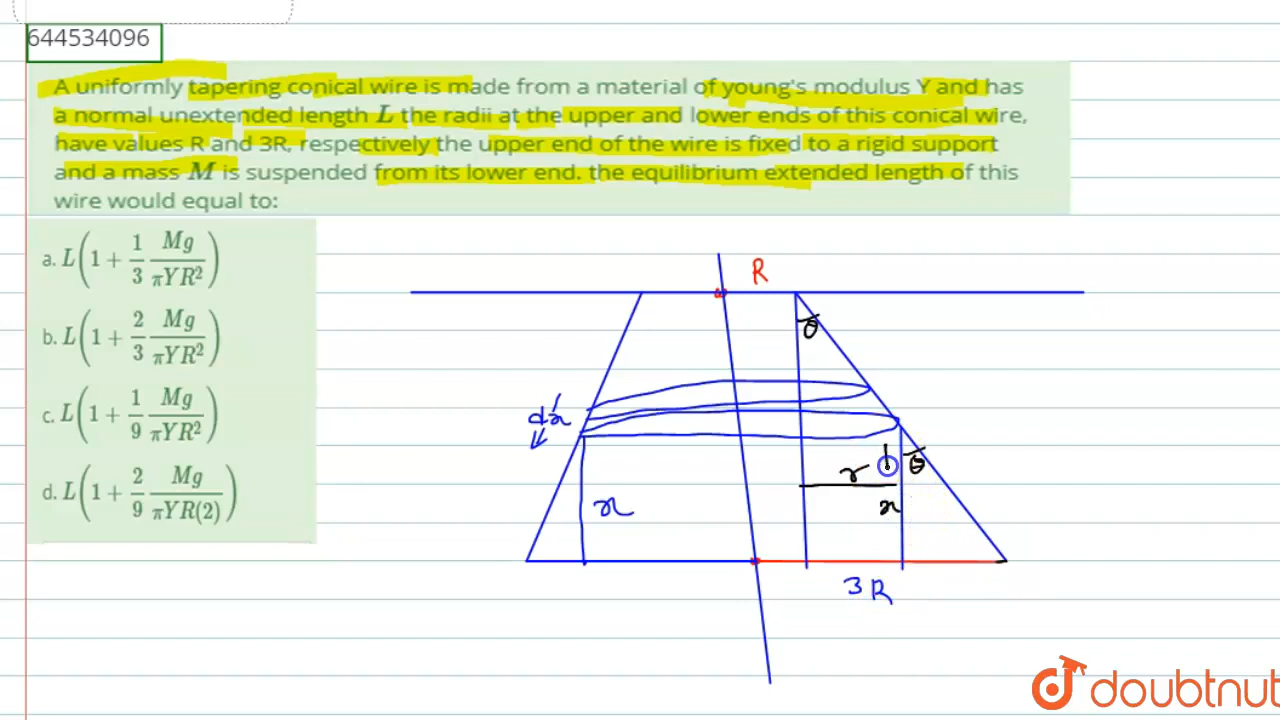 644534096
A uniformly tapering conical wire is made from a material of young's modulus Y and has
a normal unextended length L the radii at the upper and lower ends of this conical wire,
have values R and 3R, respectively the upper end of the wire is fixed to a rigid support
and a mass M is suspended from its lower end. the equilibrium extended length of this
wire would equal to:
a. L(1 + 1/3 Mg/πYR²)
b. L(1 + 2/3 Mg/πYR²)
c. L(1 + 1/9 Mg/πYR²)
d. L(1 + 2/9 Mg/πYR(2))
R
θ
dx
r
θ
x
x
3R
doubtnut